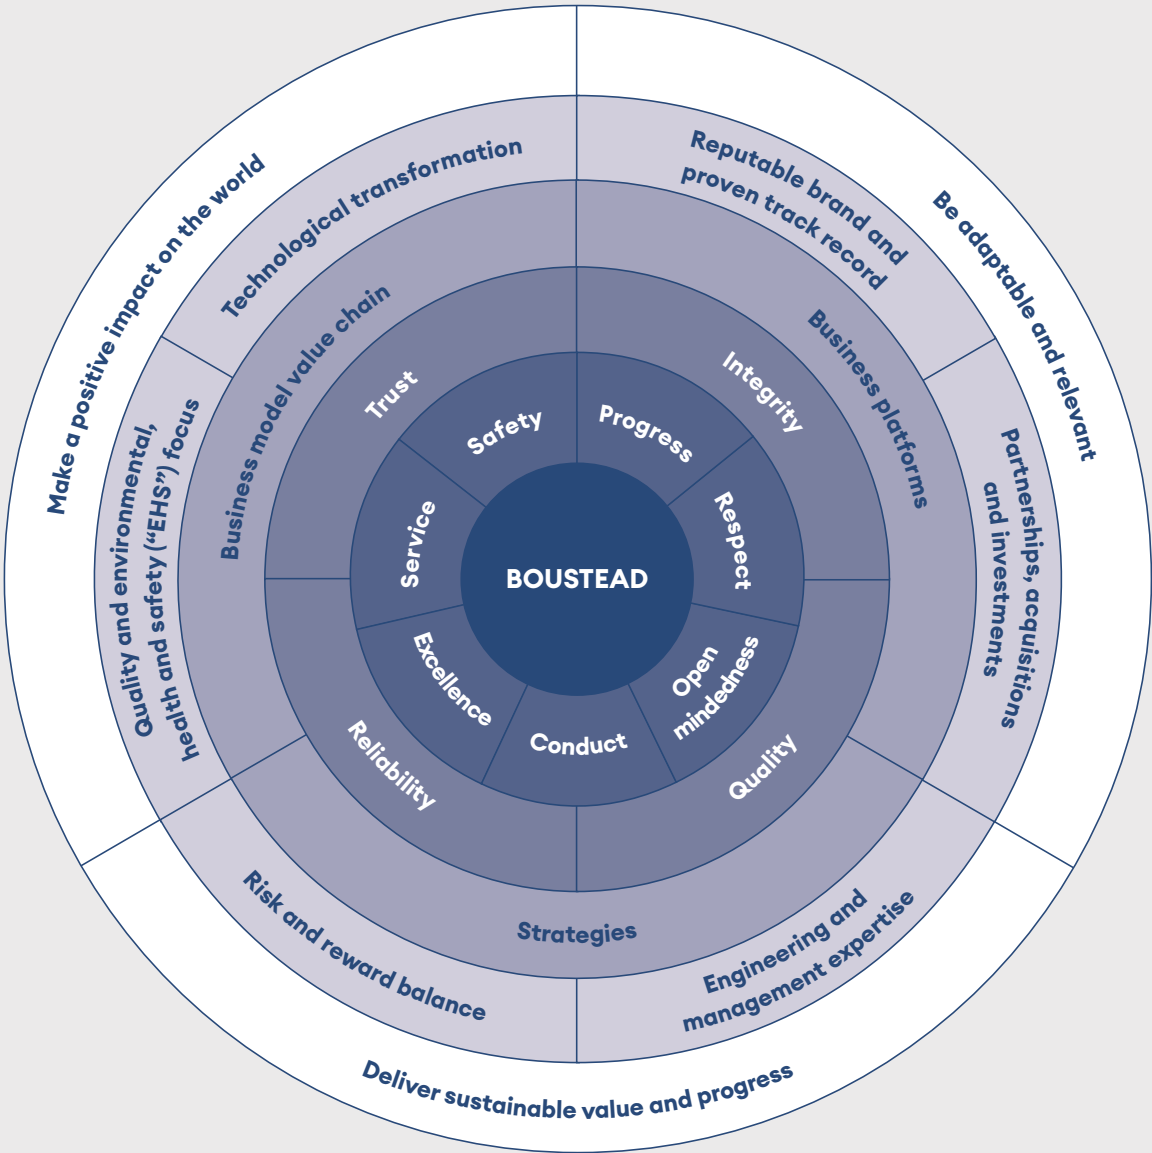 Make a positive impact on the world
Be adaptable and relevant
Deliver sustainable value and progress
Technological transformation
Reputable brand and
proven track record
Partnerships, acquisitions
and investments
Engineering and
management expertise
Risk and reward balance
Quality and environmental,
health and safety (“EHS”) focus
Business model value chain
Business platforms
Strategies
Trust
Integrity
Quality
Reliability
Safety
Progress
Respect
Open
mindedness
Conduct
Excellence
Service
BOUSTEAD